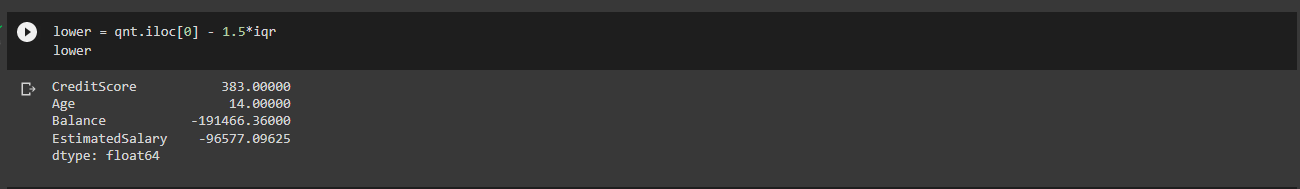 lower = qnt.iloc[0] - 1.5*iqr
lower
CreditScore 383.00000
Age 14.00000
Balance -191466.36000
EstimatedSalary -96577.09625
dtype: float64